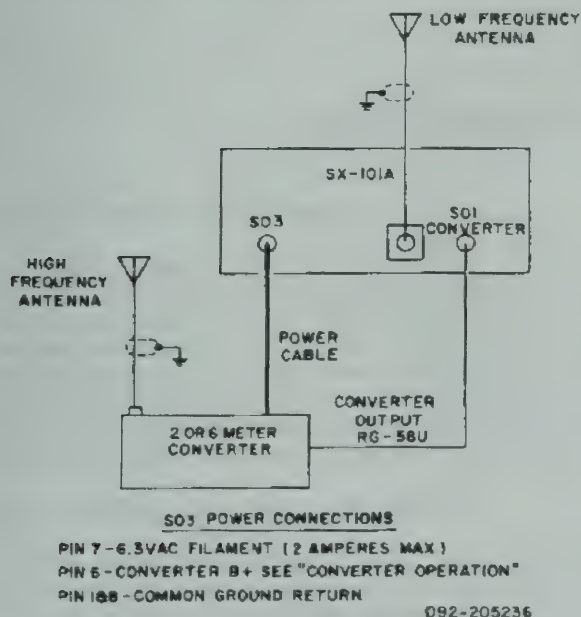 LOW FREQUENCY
ANTENNA
SX-101A
SO3
SO1
CONVERTER
HIGH
FREQUENCY
ANTENNA
POWER
CABLE
CONVERTER
OUTPUT
RG-58U
2 OR 6 METER
CONVERTER
SO3 POWER CONNECTIONS
PIN 7-6.3VAC FILAMENT (2 AMPERES MAX)
PIN 6-CONVERTER B+ SEE "CONVERTER OPERATION"
PIN 1&8-COMMON GROUND RETURN
092-205236